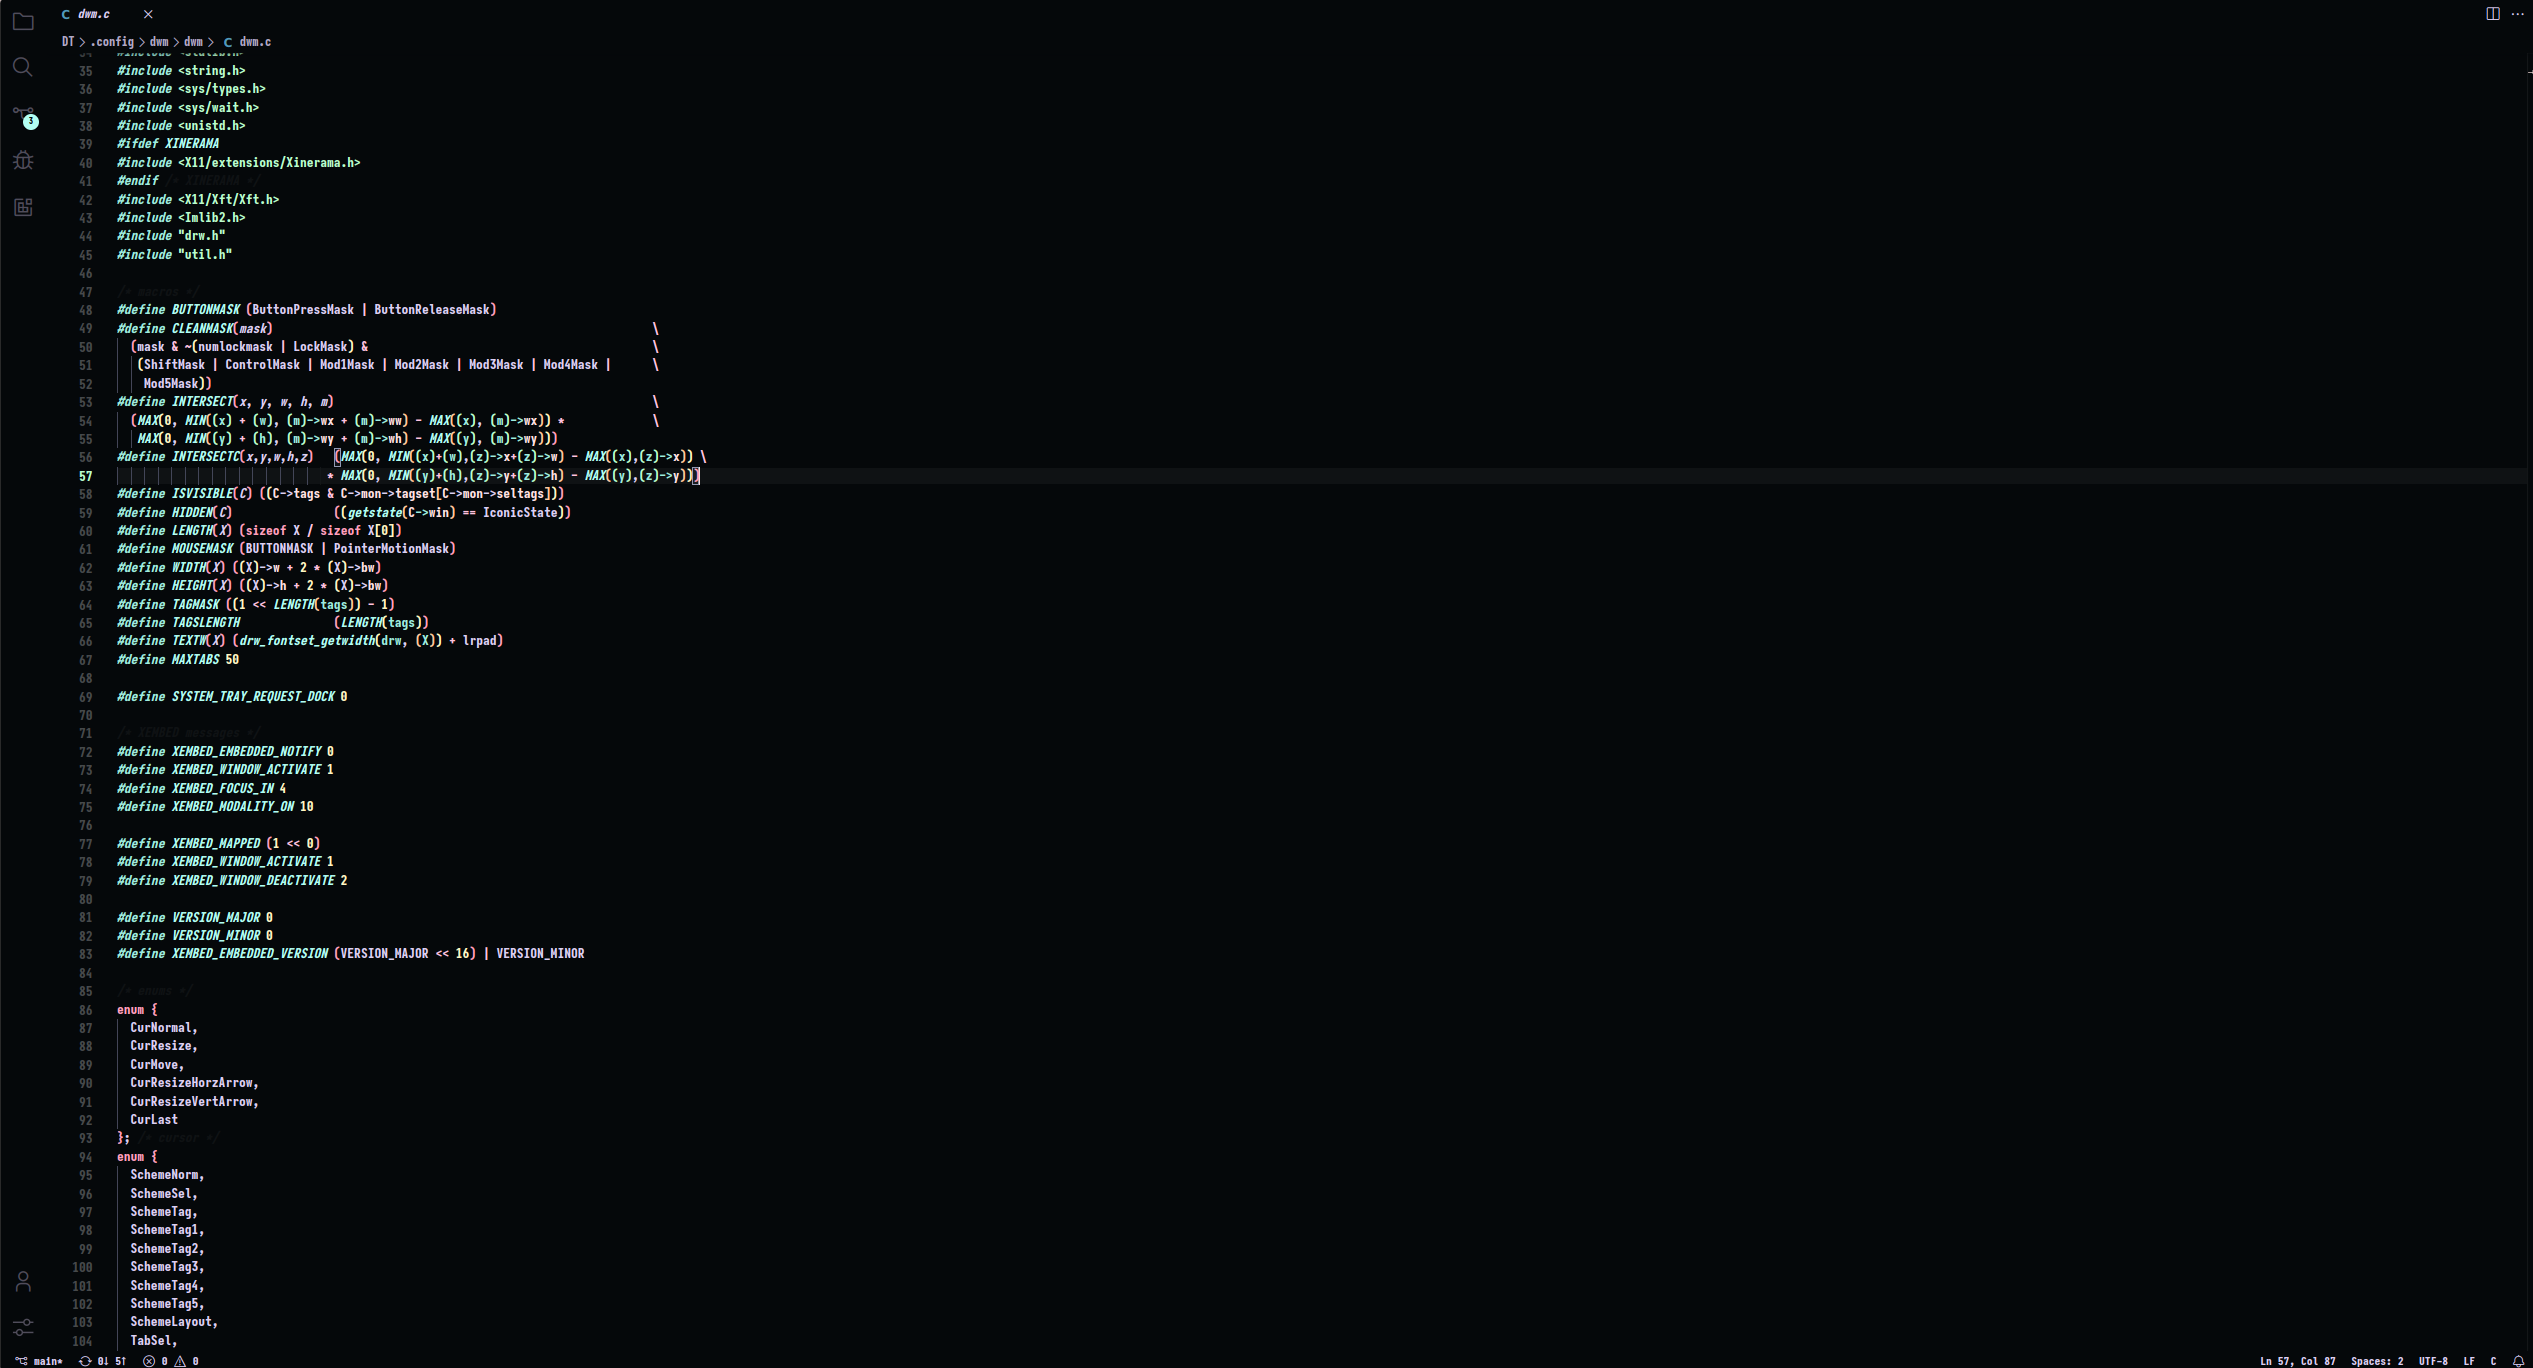 C dwm.c
DT > .config > dwm > dwm > C dwm.c
34 #include <stdlib.h>
35 #include <string.h>
36 #include <sys/types.h>
37 #include <sys/wait.h>
38 #include <unistd.h>
39 #ifdef XINERAMA
40 #include <X11/extensions/Xinerama.h>
41 #endif /* XINERAMA */
42 #include <X11/Xft/Xft.h>
43 #include <Imlib2.h>
44 #include "drw.h"
45 #include "util.h"
46
47 /* macros */
48 #define BUTTONMASK (ButtonPressMask | ButtonReleaseMask)
49 #define CLEANMASK(mask) \
50 (mask & ~(numlockmask | LockMask) & \
51 (ShiftMask | ControlMask | Mod1Mask | Mod2Mask | Mod3Mask | Mod4Mask | \
52 Mod5Mask))
53 #define INTERSECT(x, y, w, h, m) \
54 (MAX(0, MIN((x) + (w), (m)->wx + (m)->ww) - MAX((x), (m)->wx)) * \
55 MAX(0, MIN((y) + (h), (m)->wy + (m)->wh) - MAX((y), (m)->wy)))
56 #define INTERSECTC(x,y,w,h,z) (MAX(0, MIN((x)+(w),(z)->x+(z)->w) - MAX((x),(z)->x)) \
57 * MAX(0, MIN((y)+(h),(z)->y+(z)->h) - MAX((y),(z)->y)))
58 #define ISVISIBLE(C) ((C->tags & C->mon->tagset[C->mon->seltags]))
59 #define HIDDEN(C) ((getstate(C->win) == IconicState))
60 #define LENGTH(X) (sizeof X / sizeof X[0])
61 #define MOUSEMASK (BUTTONMASK | PointerMotionMask)
62 #define WIDTH(X) ((X)->w + 2 * (X)->bw)
63 #define HEIGHT(X) ((X)->h + 2 * (X)->bw)
64 #define TAGMASK ((1 << LENGTH(tags)) - 1)
65 #define TAGSLENGTH (LENGTH(tags))
66 #define TEXTW(X) (drw_fontset_getwidth(drw, (X)) + lrpad)
67 #define MAXTABS 50
68
69 #define SYSTEM_TRAY_REQUEST_DOCK 0
70
71 /* XEMBED messages */
72 #define XEMBED_EMBEDDED_NOTIFY 0
73 #define XEMBED_WINDOW_ACTIVATE 1
74 #define XEMBED_FOCUS_IN 4
75 #define XEMBED_MODALITY_ON 10
76
77 #define XEMBED_MAPPED (1 << 0)
78 #define XEMBED_WINDOW_ACTIVATE 1
79 #define XEMBED_WINDOW_DEACTIVATE 2
80
81 #define VERSION_MAJOR 0
82 #define VERSION_MINOR 0
83 #define XEMBED_EMBEDDED_VERSION (VERSION_MAJOR << 16) | VERSION_MINOR
84
85 /* enums */
86 enum {
87 CurNormal,
88 CurResize,
89 CurMove,
90 CurResizeHorzArrow,
91 CurResizeVertArrow,
92 CurLast
93 }; /* cursor */
94 enum {
95 SchemeNorm,
96 SchemeSel,
97 SchemeTag,
98 SchemeTag1,
99 SchemeTag2,
100 SchemeTag3,
101 SchemeTag4,
102 SchemeTag5,
103 SchemeLayout,
104 TabSel,
3
main* 0↓ 5↑ 0 0 Ln 57, Col 87 Spaces: 2 UTF-8 LF C